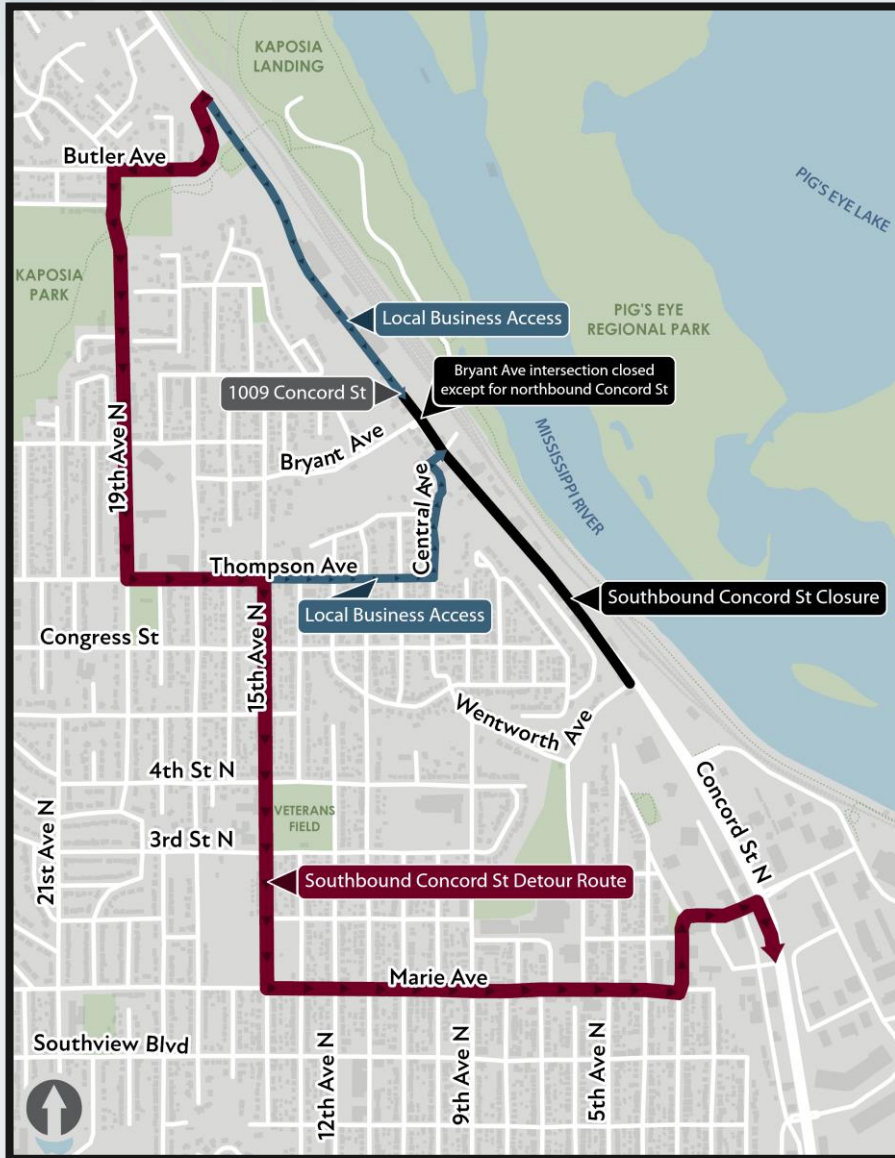 KAPOSIA
LANDING
Butler Ave
PIG'S EYE LAKE
KAPOSIA
PARK
PIG'S EYE
REGIONAL PARK
Local Business Access
Bryant Ave intersection closed
except for northbound Concord St
1009 Concord St
19th Ave N
Bryant Ave
MISSISSIPPI RIVER
Central Ave
Thompson Ave
Southbound Concord St Closure
Local Business Access
Congress St
15th Ave N
Wentworth Ave
4th St N
Concord St N
VETERANS
FIELD
3rd St N
21st Ave N
Southbound Concord St Detour Route
Marie Ave
Southview Blvd
12th Ave N
9th Ave N
5th Ave N